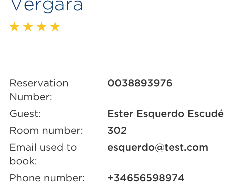 Vergara
★★★★
Reservation 0038893976
Number:
Guest: Ester Esquerdo Escudé
Room number: 302
Email used to esquerdo@test.com
book:
Phone number: +34656598974